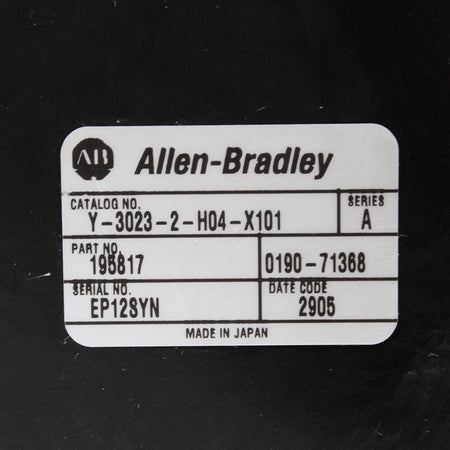 AB Allen-Bradley
CATALOG NO. SERIES
Y-3023-2-H04-X101 A
PART NO.
195817 0190-71368
SERIAL NO. DATE CODE
EP12SYN 2905
MADE IN JAPAN